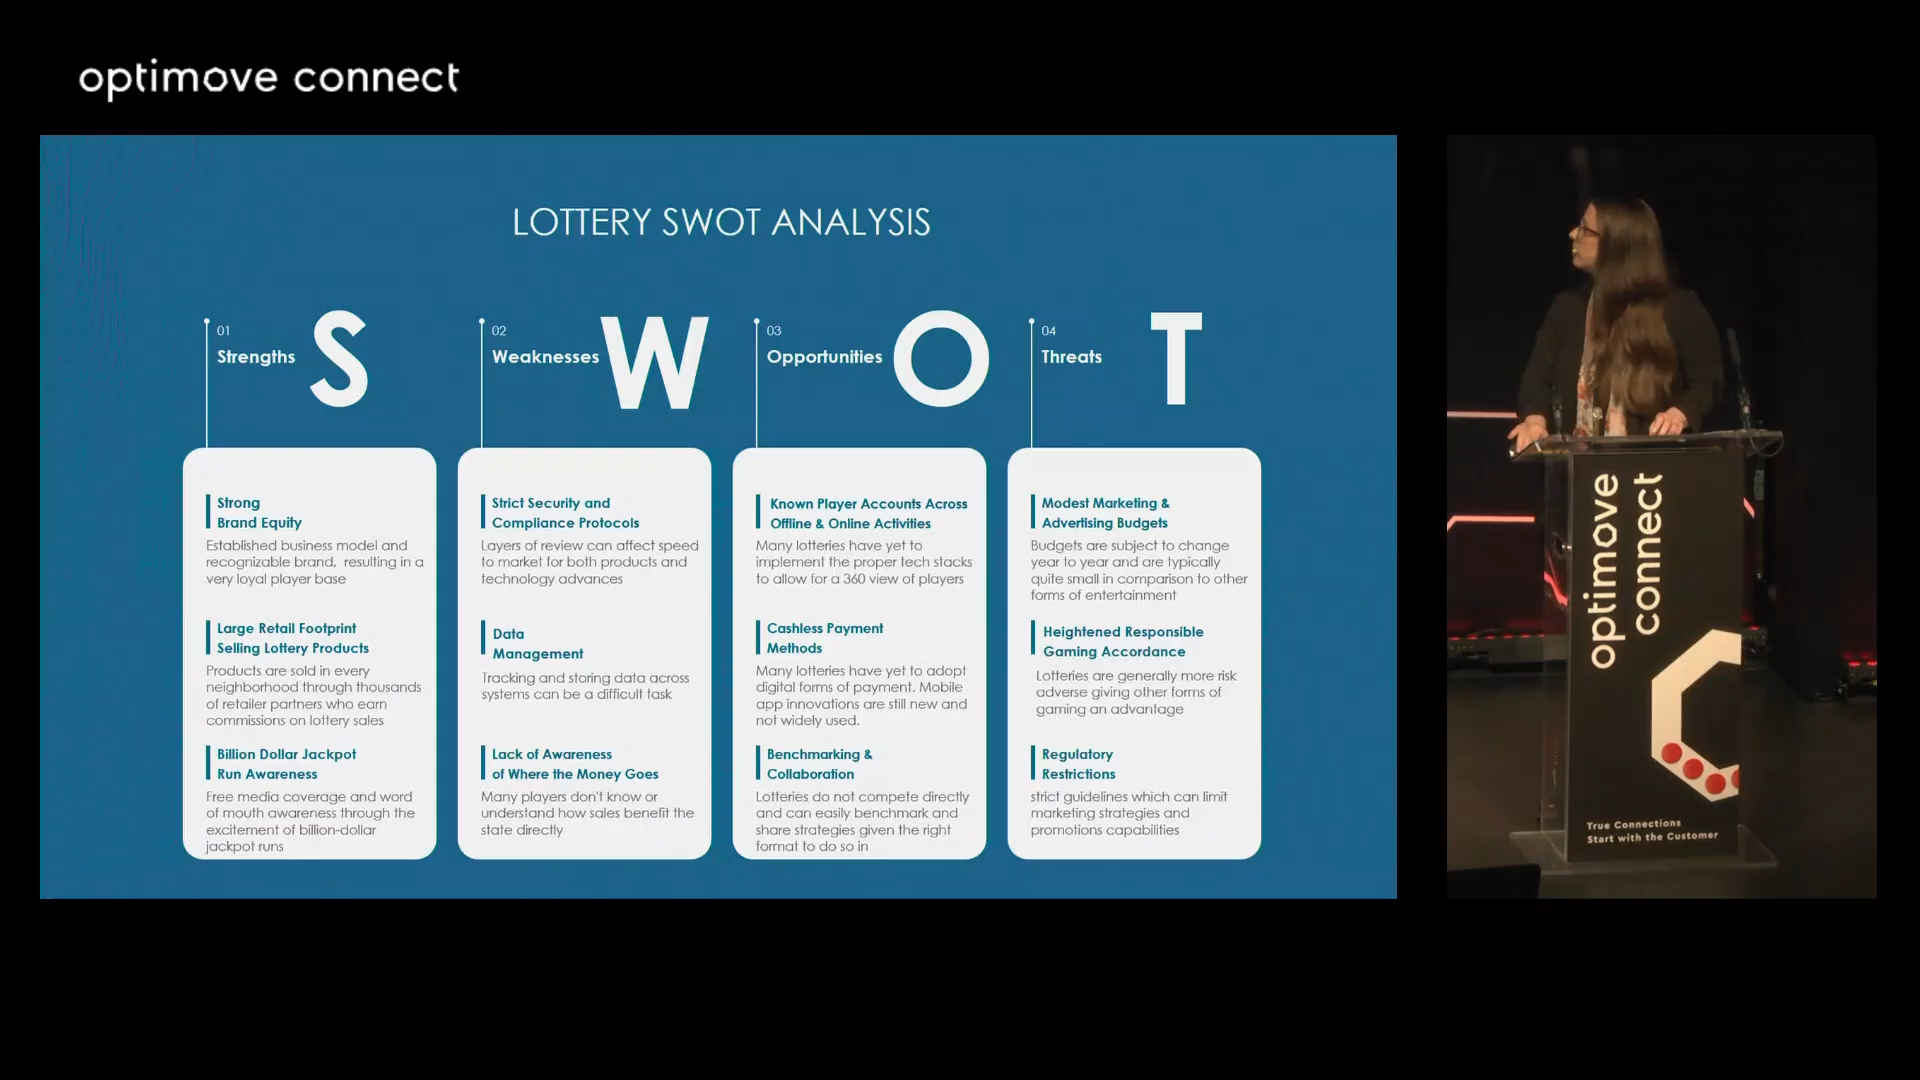 optimove connect
LOTTERY SWOT ANALYSIS
01
Strengths
S
Strong
Brand Equity
Established business model and
recognizable brand, resulting in a
very loyal player base
Large Retail Footprint
Selling Lottery Products
Products are sold in every
neighborhood through thousands
of retailer partners who earn
commissions on lottery sales
Billion Dollar Jackpot
Run Awareness
Free media coverage and word
of mouth awareness through the
excitement of billion-dollar
jackpot runs
02
Weaknesses
W
Strict Security and
Compliance Protocols
Layers of review can affect speed
to market for both products and
technology advances
Data
Management
Tracking and storing data across
systems can be a difficult task
Lack of Awareness
of Where the Money Goes
Many players don't know or
understand how sales benefit the
state directly
03
Opportunities
O
Known Player Accounts Across
Offline & Online Activities
Many lotteries have yet to
implement the proper tech stacks
to allow for a 360 view of players
Cashless Payment
Methods
Many lotteries have yet to adopt
digital forms of payment. Mobile
app innovations are still new and
not widely used.
Benchmarking &
Collaboration
Lotteries do not compete directly
and can easily benchmark and
share strategies given the right
format to do so in
04
Threats
T
Modest Marketing &
Advertising Budgets
Budgets are subject to change
year to year and are typically
quite small in comparison to other
forms of entertainment
Heightened Responsible
Gaming Accordance
Lotteries are generally more risk
adverse giving other forms of
gaming an advantage
Regulatory
Restrictions
strict guidelines which can limit
marketing strategies and
promotions capabilities
optimove
connect
True Connections
Start with the Customer